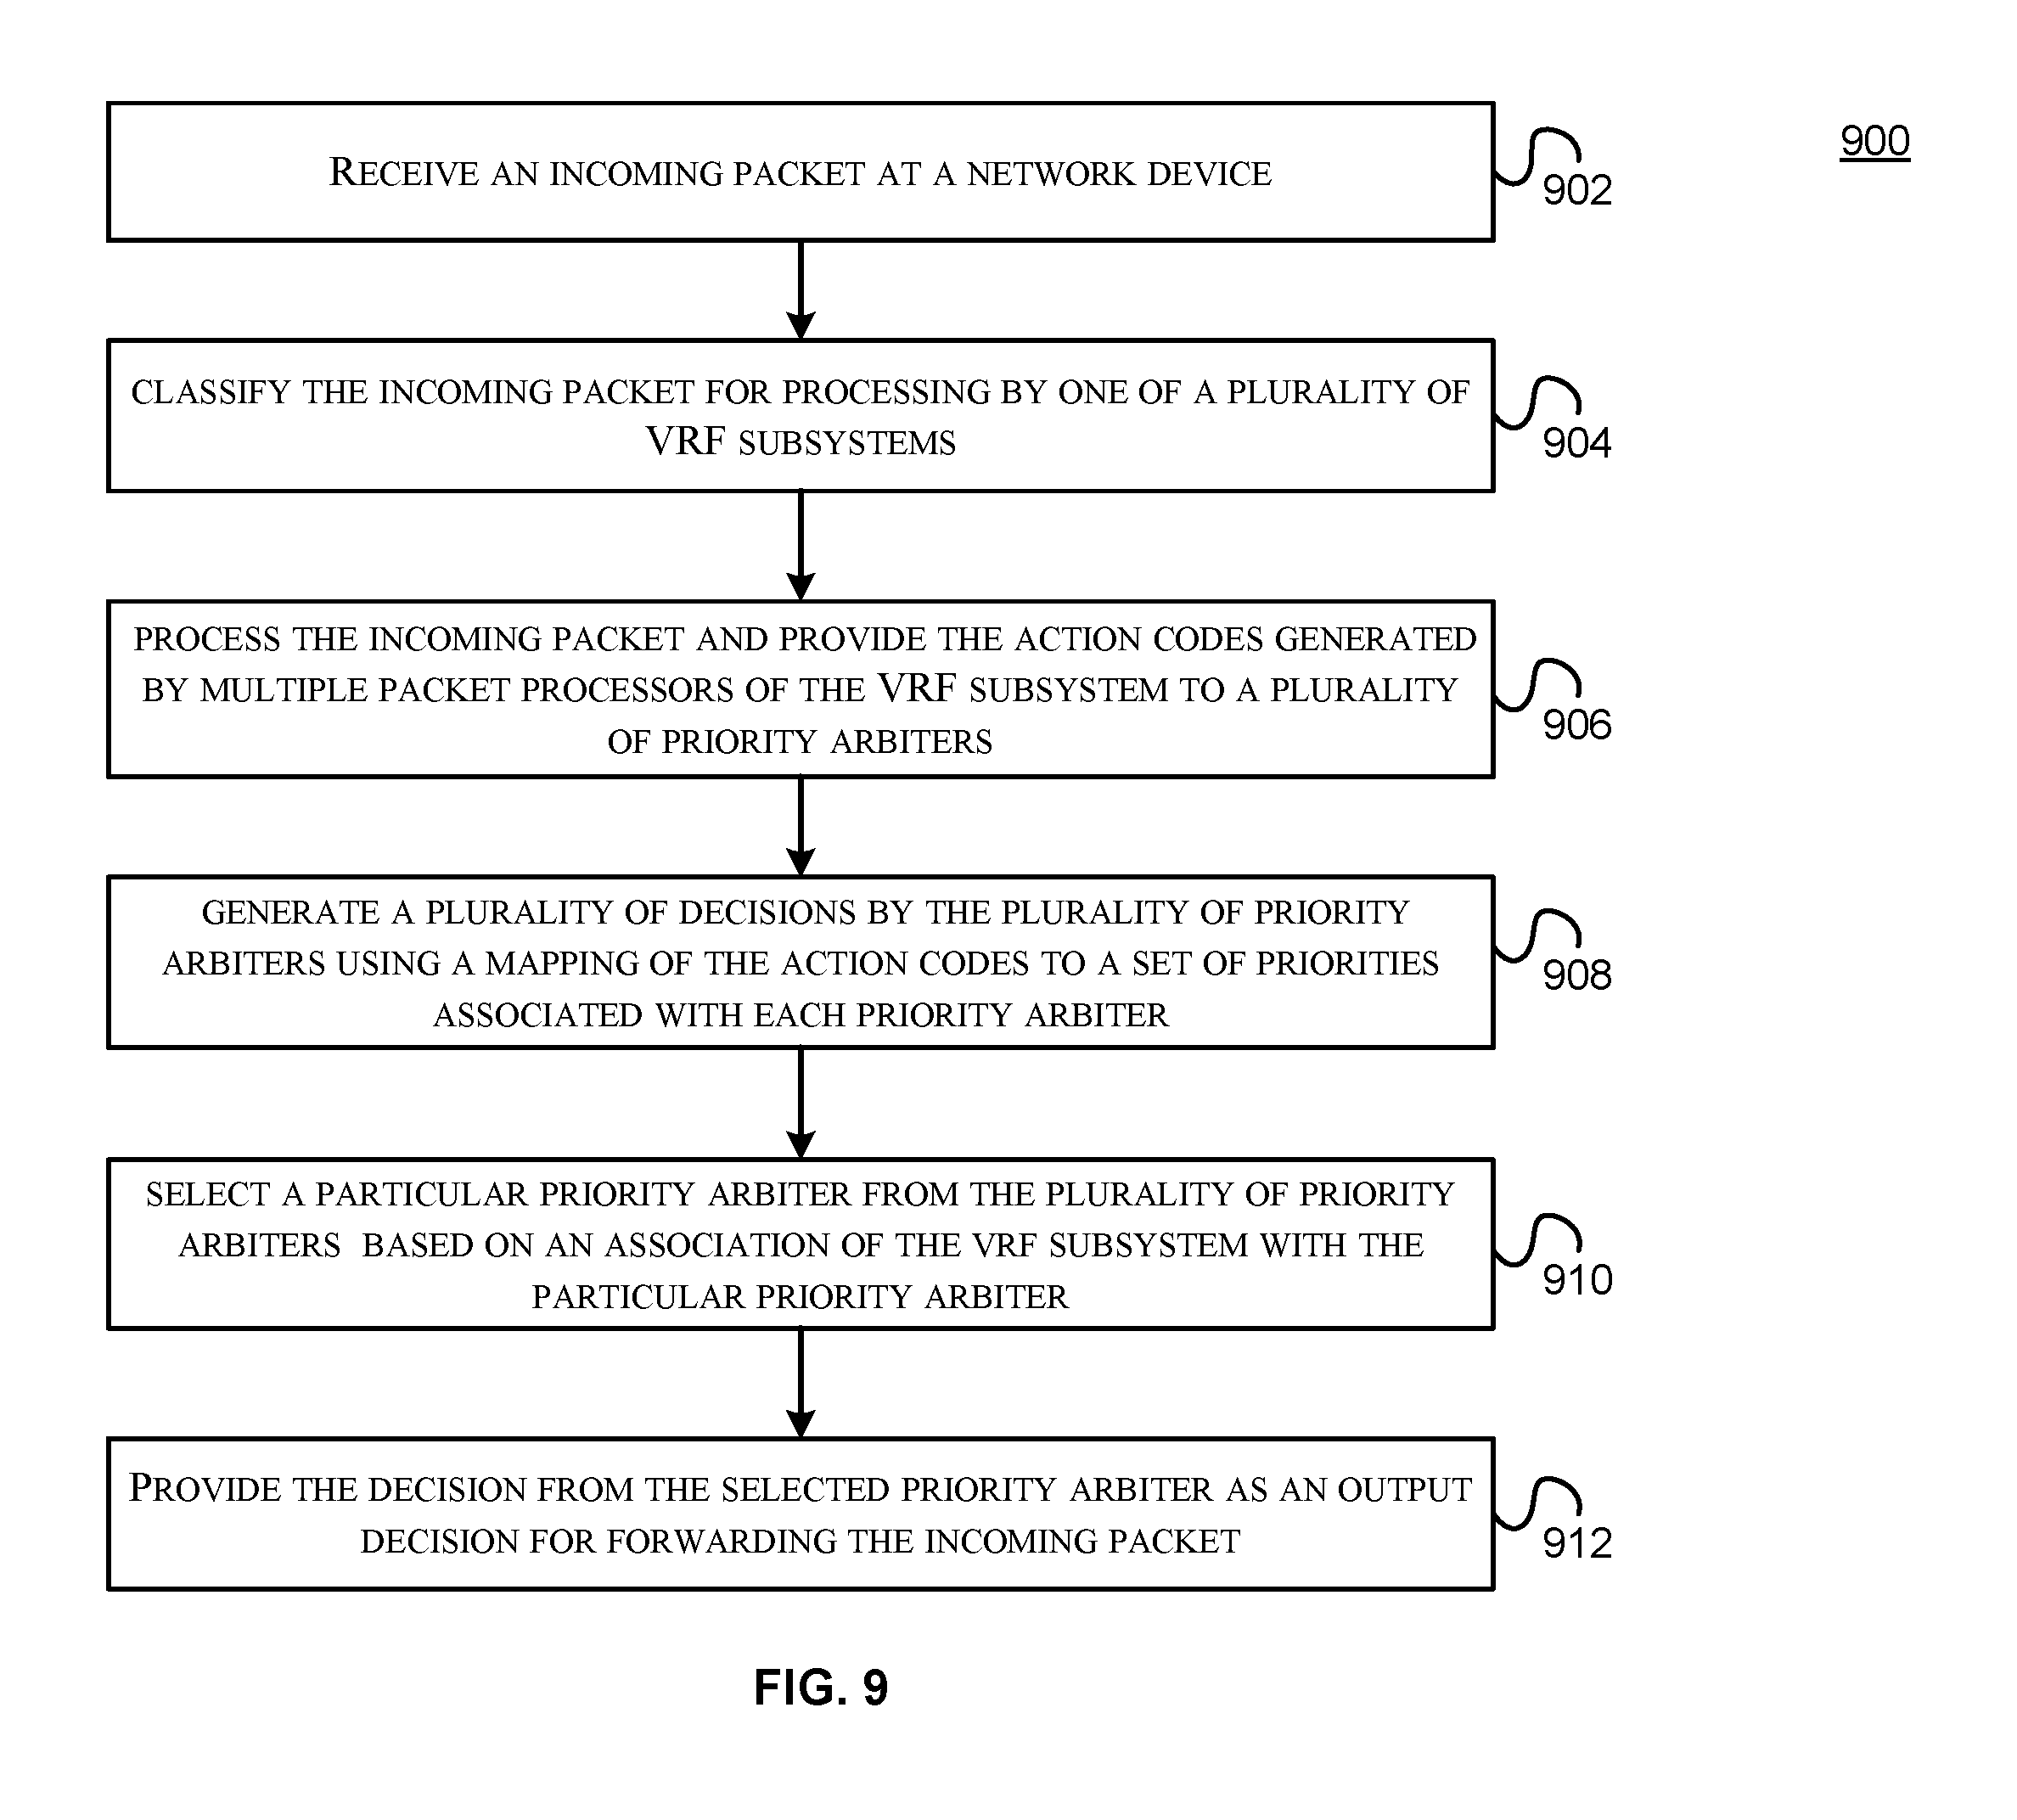 900
RECEIVE AN INCOMING PACKET AT A NETWORK DEVICE
902
CLASSIFY THE INCOMING PACKET FOR PROCESSING BY ONE OF A PLURALITY OF
VRF SUBSYSTEMS
904
PROCESS THE INCOMING PACKET AND PROVIDE THE ACTION CODES GENERATED
BY MULTIPLE PACKET PROCESSORS OF THE VRF SUBSYSTEM TO A PLURALITY
OF PRIORITY ARBITERS
906
GENERATE A PLURALITY OF DECISIONS BY THE PLURALITY OF PRIORITY
ARBITERS USING A MAPPING OF THE ACTION CODES TO A SET OF PRIORITIES
ASSOCIATED WITH EACH PRIORITY ARBITER
908
SELECT A PARTICULAR PRIORITY ARBITER FROM THE PLURALITY OF PRIORITY
ARBITERS BASED ON AN ASSOCIATION OF THE VRF SUBSYSTEM WITH THE
PARTICULAR PRIORITY ARBITER
910
PROVIDE THE DECISION FROM THE SELECTED PRIORITY ARBITER AS AN OUTPUT
DECISION FOR FORWARDING THE INCOMING PACKET
912
FIG. 9